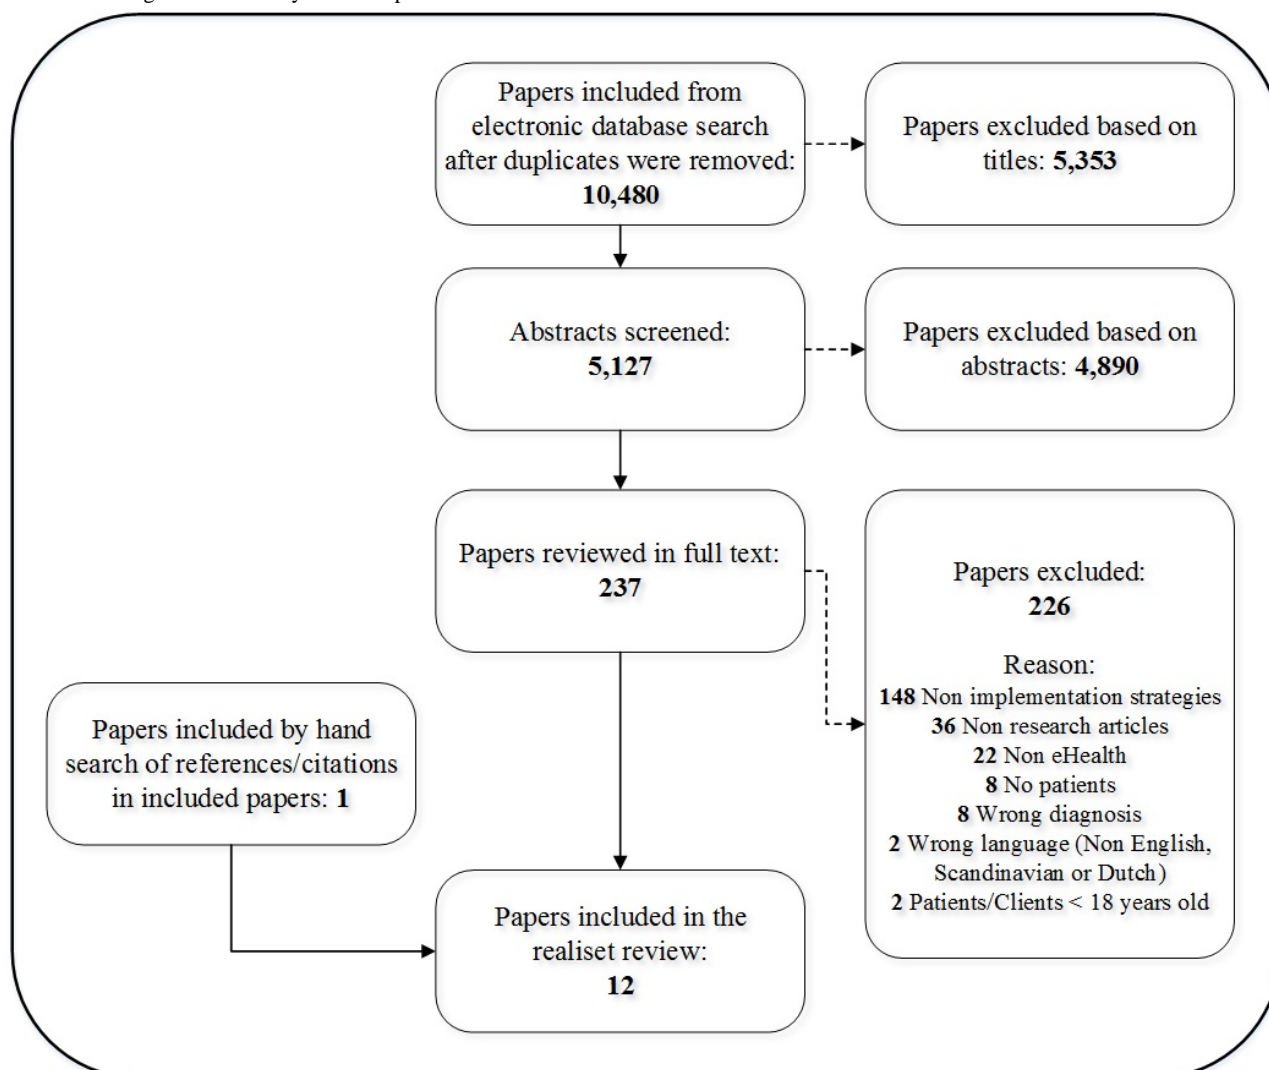 Papers included from
electronic database search
after duplicates were removed:
10,480
Papers excluded based on
titles: 5,353
Abstracts screened:
5,127
Papers excluded based on
abstracts: 4,890
Papers reviewed in full text:
237
Papers excluded:
226
Reason:
148 Non implementation strategies
36 Non research articles
22 Non eHealth
8 No patients
8 Wrong diagnosis
2 Wrong language (Non English,
Scandinavian or Dutch)
2 Patients/Clients < 18 years old
Papers included by hand
search of references/citations
in included papers: 1
Papers included in the
realiset review:
12